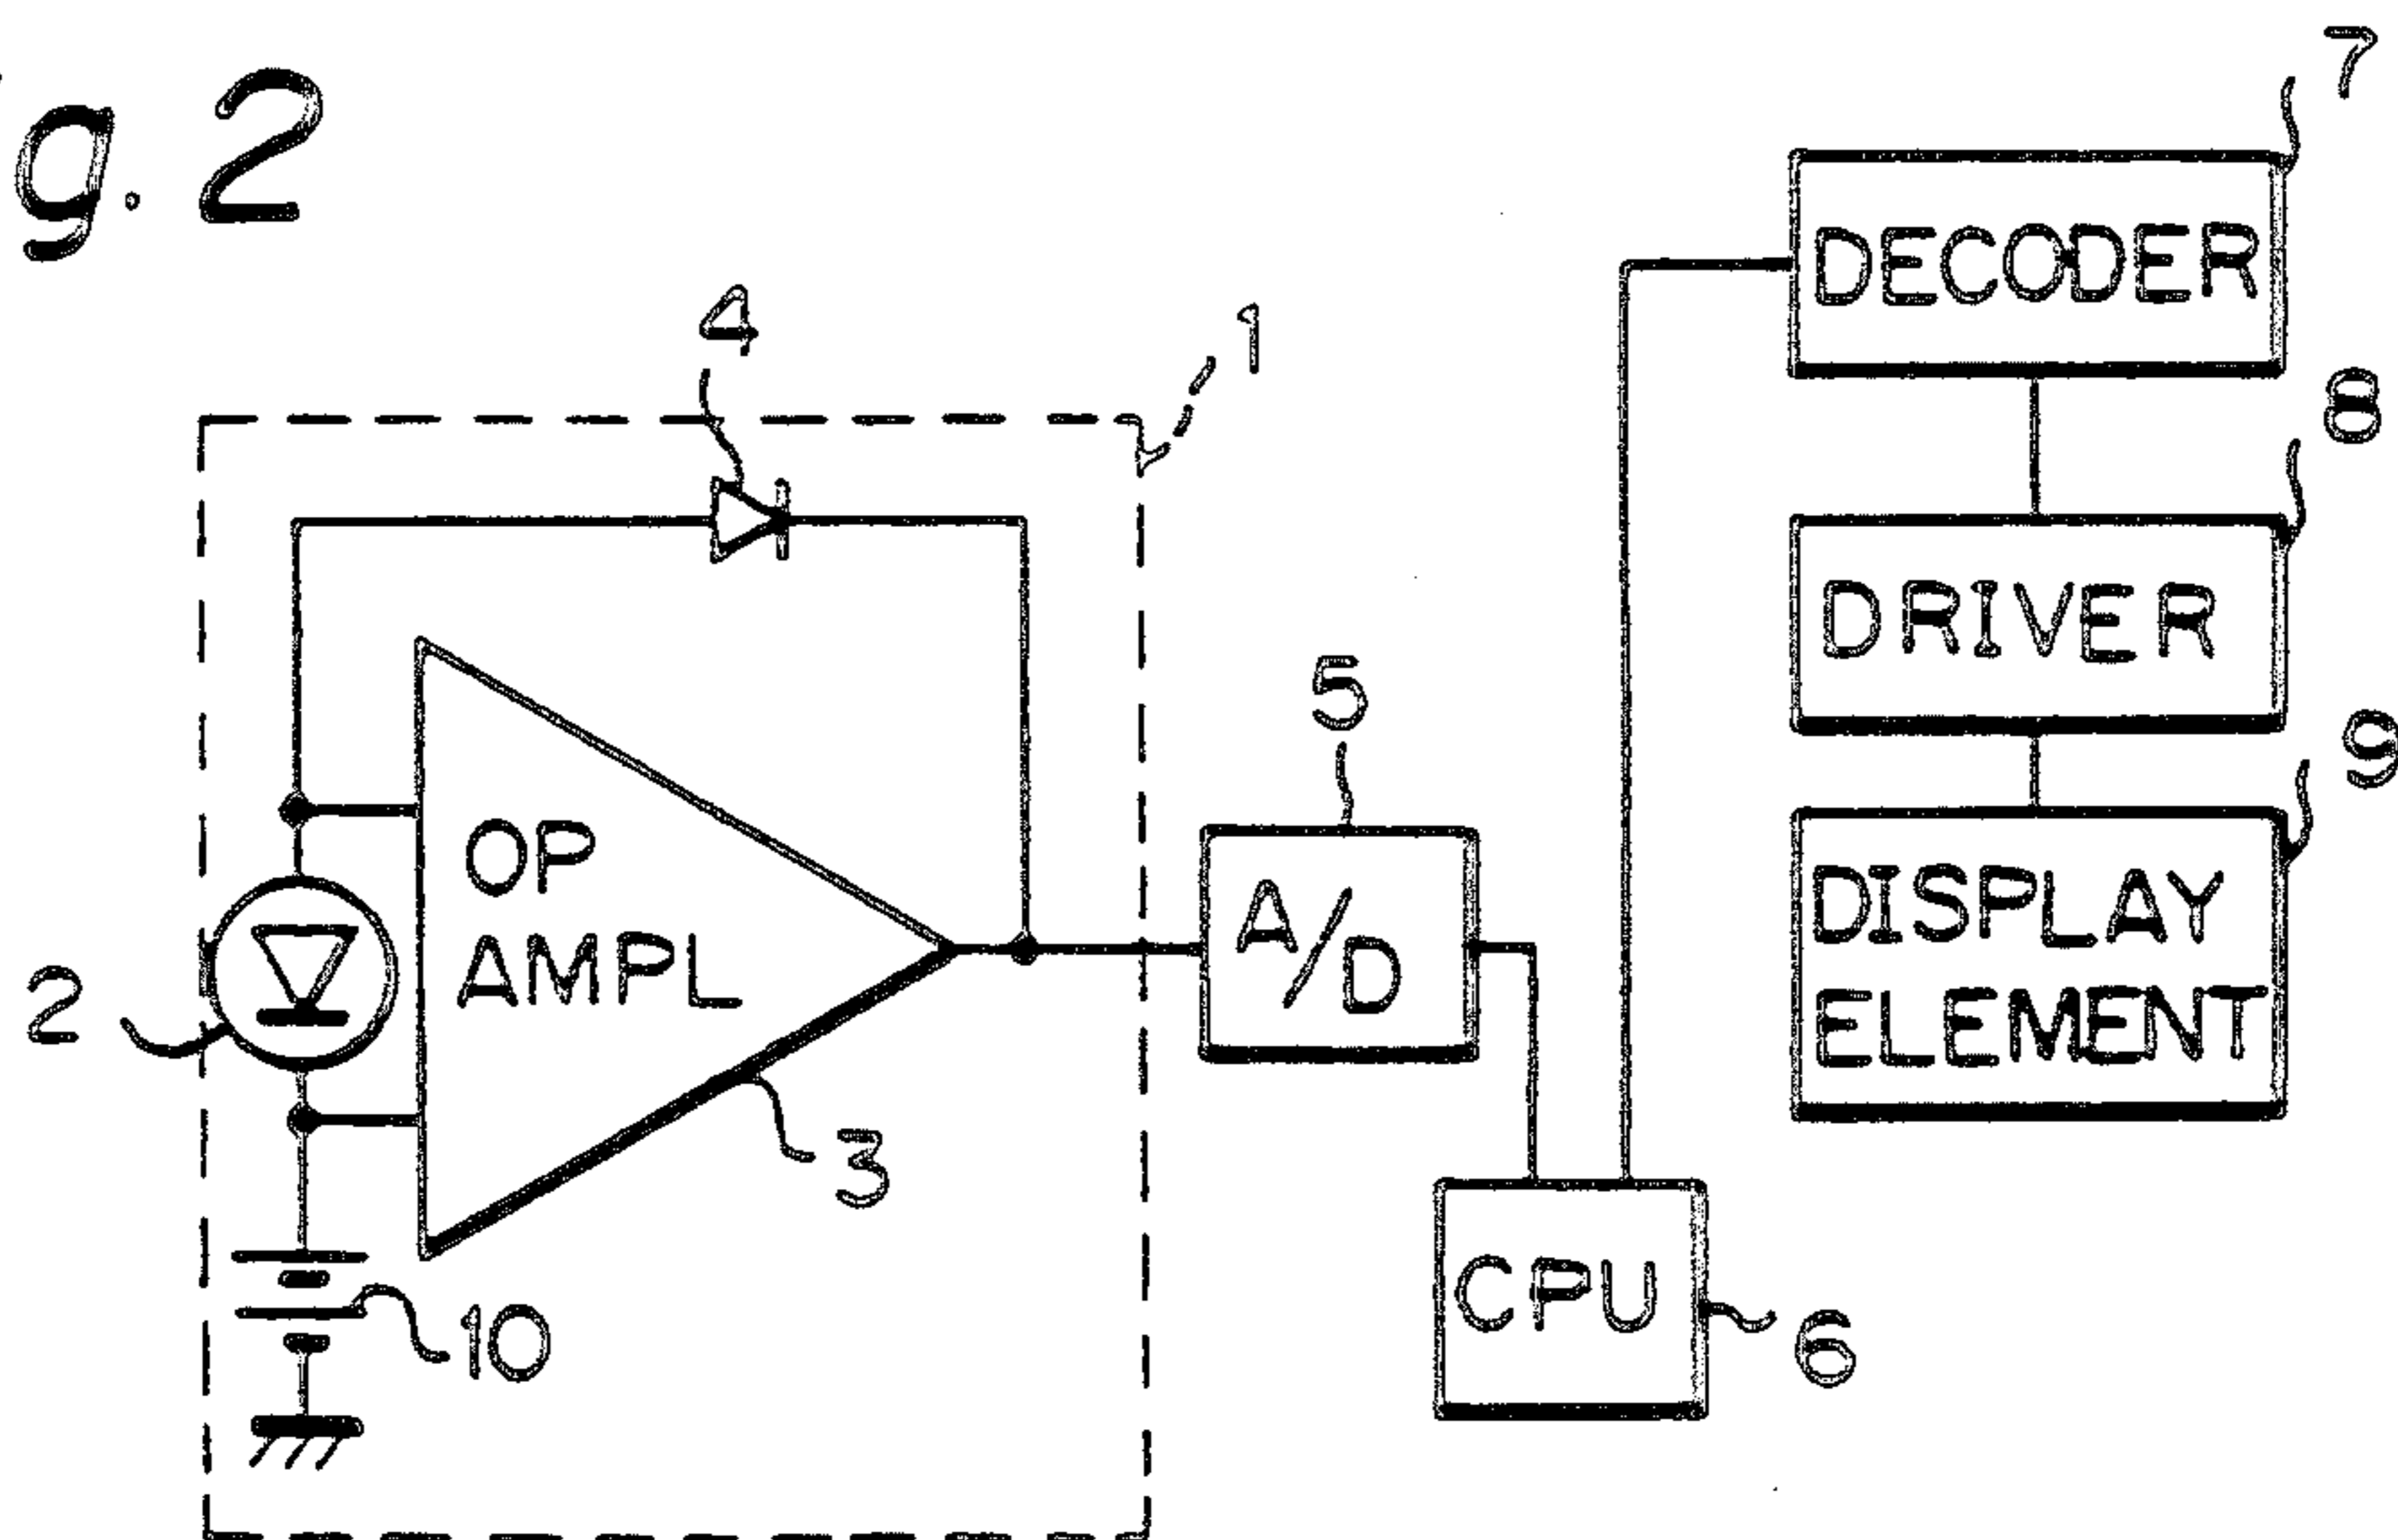 g. 2
7
DECODER
4
1
8
DRIVER
5
9
OP
AMPL
A/D
DISPLAY
ELEMENT
2
3
CPU
10
6